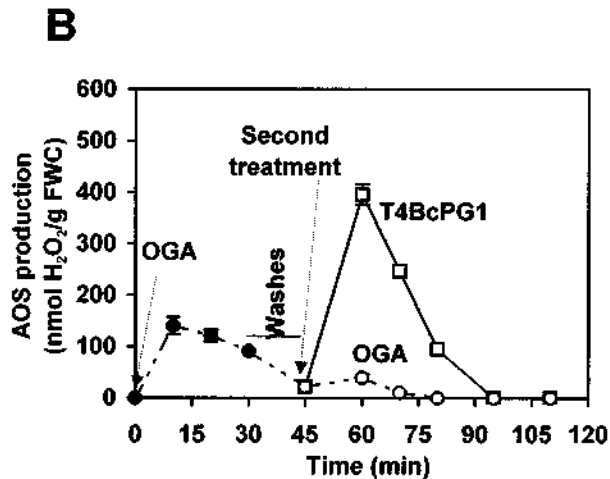 B
AOS production
(nmol H₂O₂/g FWC)
600
500
400
300
200
100
0
Second
treatment
T4BcPG1
OGA
Washes
OGA
0 15 30 45 60 75 90 105 120
Time (min)